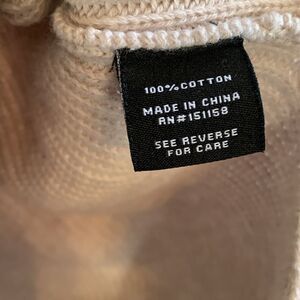 100% COTTON
MADE IN CHINA
RN#151158
SEE REVERSE
FOR CARE